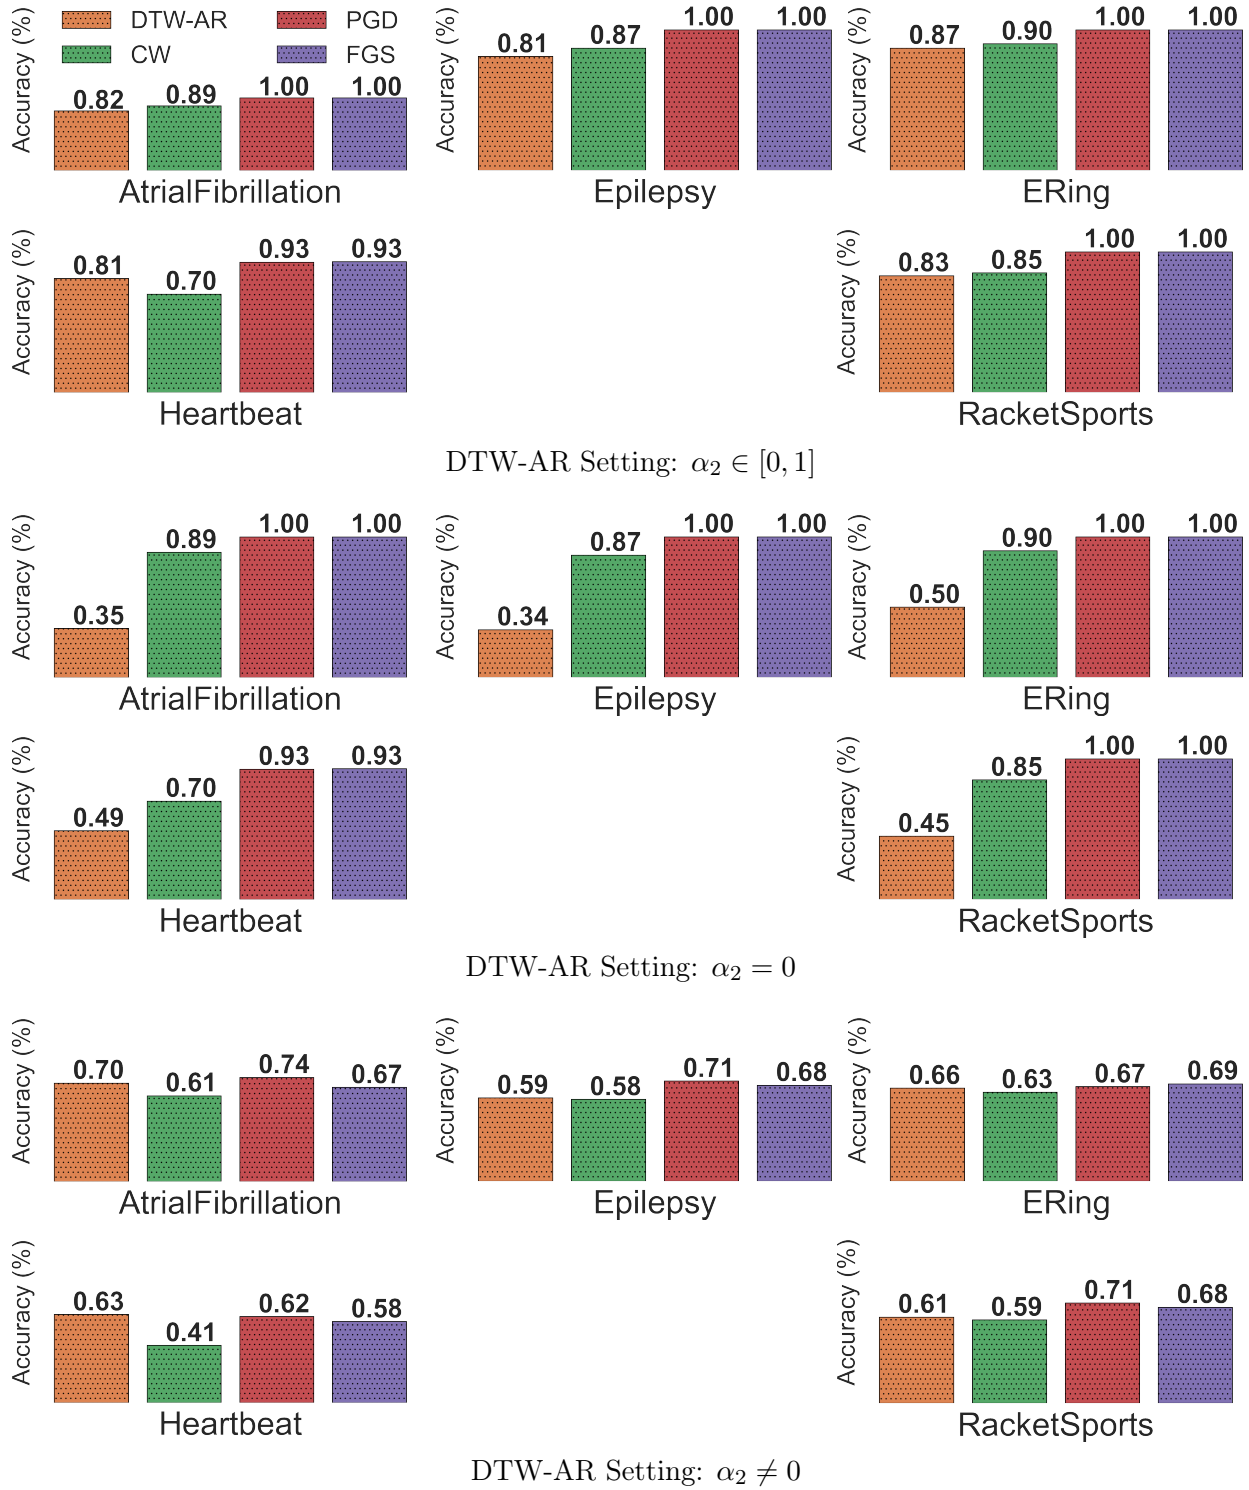 Accuracy (%)
DTW-AR
PGD
CW
FGS
0.82
0.89
1.00
1.00
AtrialFibrillation
Accuracy (%)
0.81
0.87
1.00
1.00
Epilepsy
Accuracy (%)
0.87
0.90
1.00
1.00
ERing
Accuracy (%)
0.81
0.70
0.93
0.93
Heartbeat
Accuracy (%)
0.83
0.85
1.00
1.00
RacketSports
DTW-AR Setting: α₂ ∈ [0, 1]
Accuracy (%)
0.35
0.89
1.00
1.00
AtrialFibrillation
Accuracy (%)
0.34
0.87
1.00
1.00
Epilepsy
Accuracy (%)
0.50
0.90
1.00
1.00
ERing
Accuracy (%)
0.49
0.70
0.93
0.93
Heartbeat
Accuracy (%)
0.45
0.85
1.00
1.00
RacketSports
DTW-AR Setting: α₂ = 0
Accuracy (%)
0.70
0.61
0.74
0.67
AtrialFibrillation
Accuracy (%)
0.59
0.58
0.71
0.68
Epilepsy
Accuracy (%)
0.66
0.63
0.67
0.69
ERing
Accuracy (%)
0.63
0.41
0.62
0.58
Heartbeat
Accuracy (%)
0.61
0.59
0.71
0.68
RacketSports
DTW-AR Setting: α₂ ≠ 0